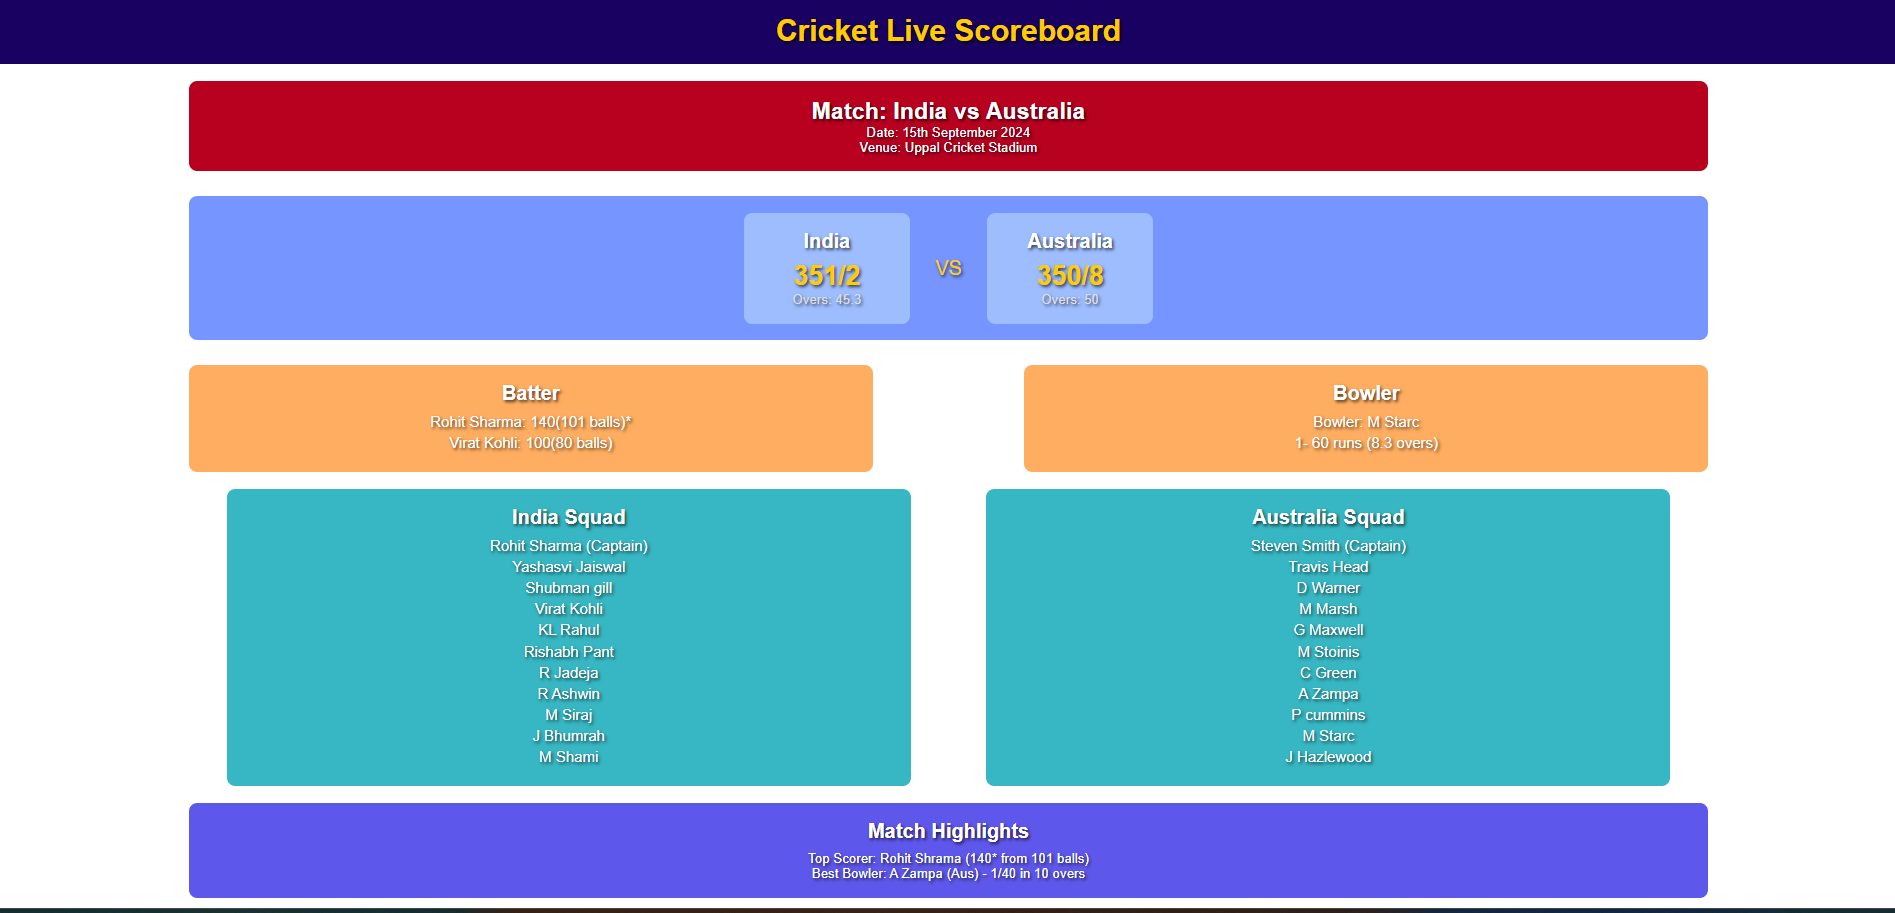 Cricket Live Scoreboard
Match: India vs Australia
Date: 15th September 2024
Venue: Uppal Cricket Stadium
India
351/2
Overs: 45.3
VS
Australia
350/8
Overs: 50
Batter
Rohit Sharma: 140(101 balls)*
Virat Kohli: 100(80 balls)
Bowler
Bowler: M Starc
1- 60 runs (8.3 overs)
India Squad
Rohit Sharma (Captain)
Yashasvi Jaiswal
Shubman gill
Virat Kohli
KL Rahul
Rishabh Pant
R Jadeja
R Ashwin
M Siraj
J Bhumrah
M Shami
Australia Squad
Steven Smith (Captain)
Travis Head
D Warner
M Marsh
G Maxwell
M Stoinis
C Green
A Zampa
P cummins
M Starc
J Hazlewood
Match Highlights
Top Scorer: Rohit Shrama (140* from 101 balls)
Best Bowler: A Zampa (Aus) - 1/40 in 10 overs